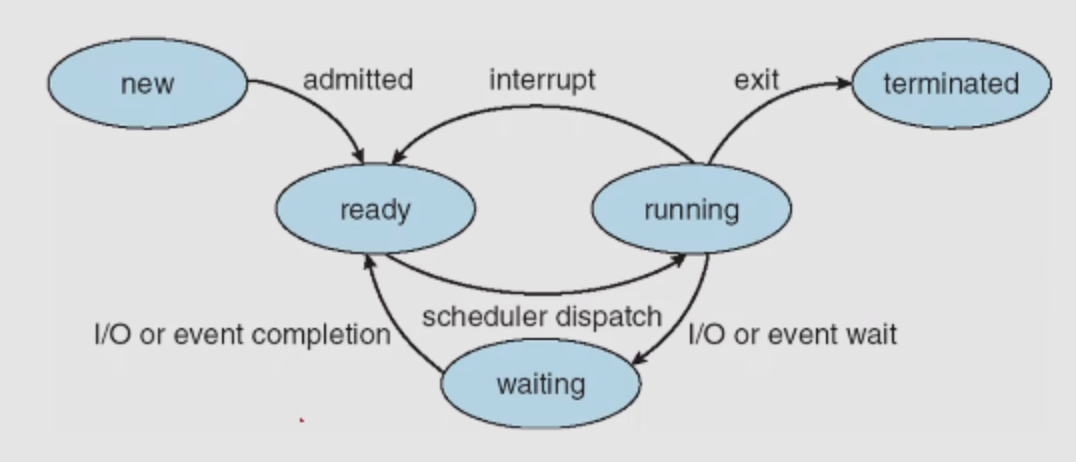 new
admitted
interrupt
exit
terminated
ready
running
scheduler dispatch
I/O or event completion
I/O or event wait
waiting